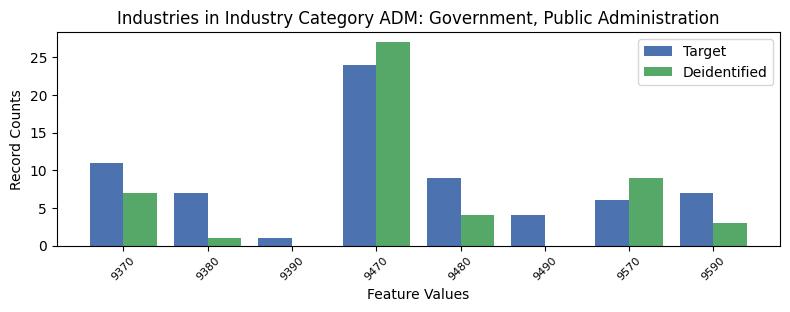 Industries in Industry Category ADM: Government, Public Administration
Target
Deidentified
Record Counts
25
20
15
10
5
0
9370 9380 9390 9470 9480 9490 9570 9590
Feature Values